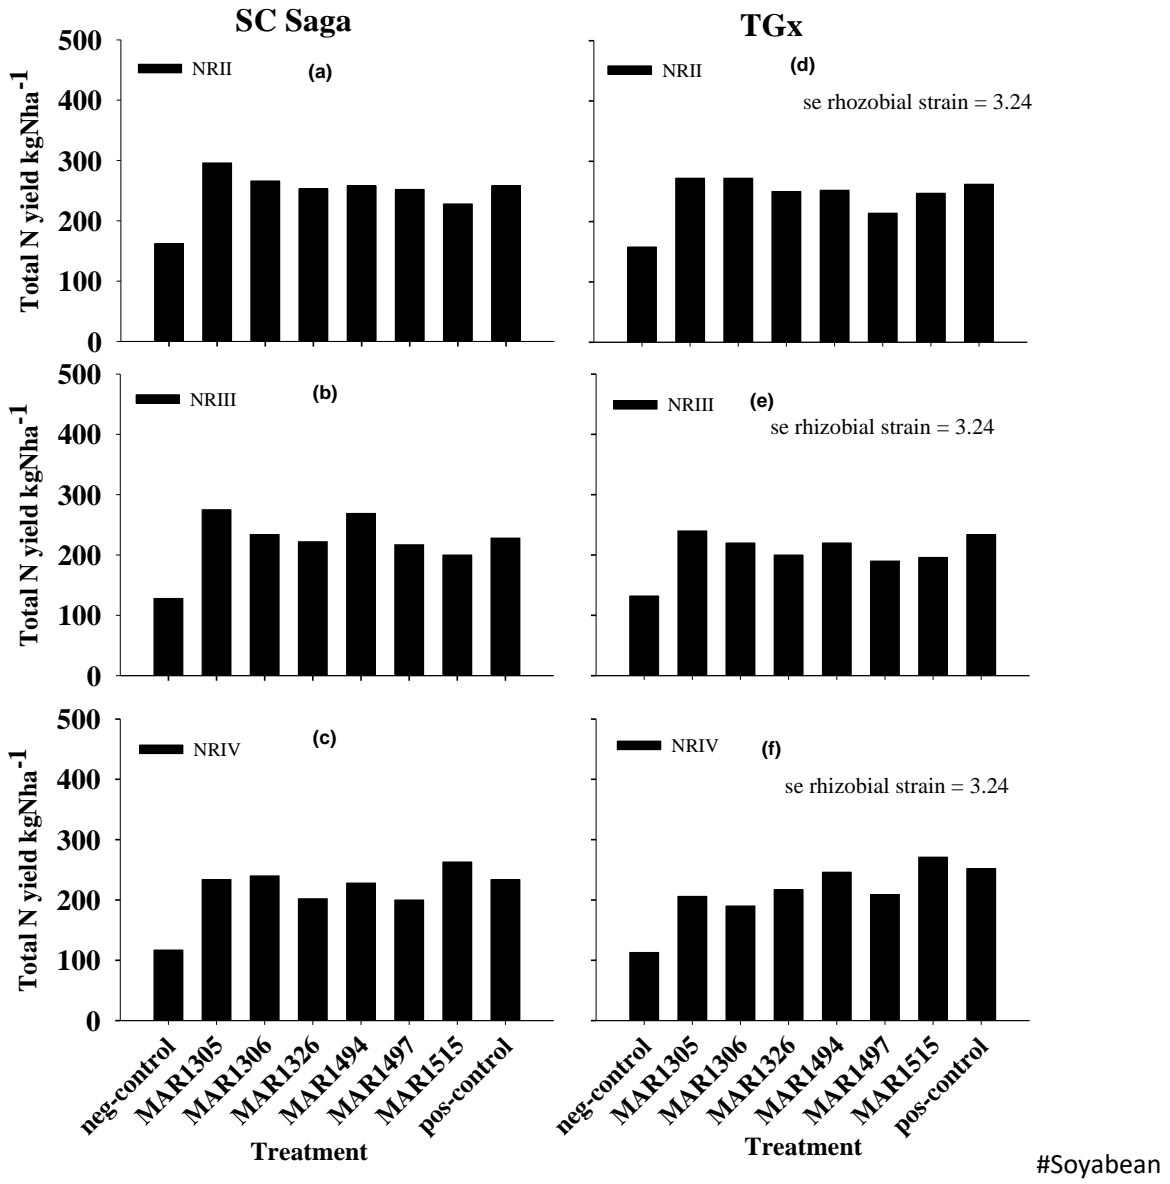 SC Saga
TGx
500
400
300
200
100
0
Total N yield kgNha-1
NRII
(a)
NRII
(d)
se rhozobial strain = 3.24
500
400
300
200
100
0
Total N yield kgNha-1
NRIII
(b)
NRIII
(e)
se rhizobial strain = 3.24
500
400
300
200
100
0
Total N yield kgNha-1
NRIV
(c)
NRIV
(f)
se rhizobial strain = 3.24
neg-control
MAR1305
MAR1306
MAR1326
MAR1494
MAR1497
MAR1515
pos-control
Treatment
neg-control
MAR1305
MAR1306
MAR1326
MAR1494
MAR1497
MAR1515
pos-control
Treatment
#Soyabean